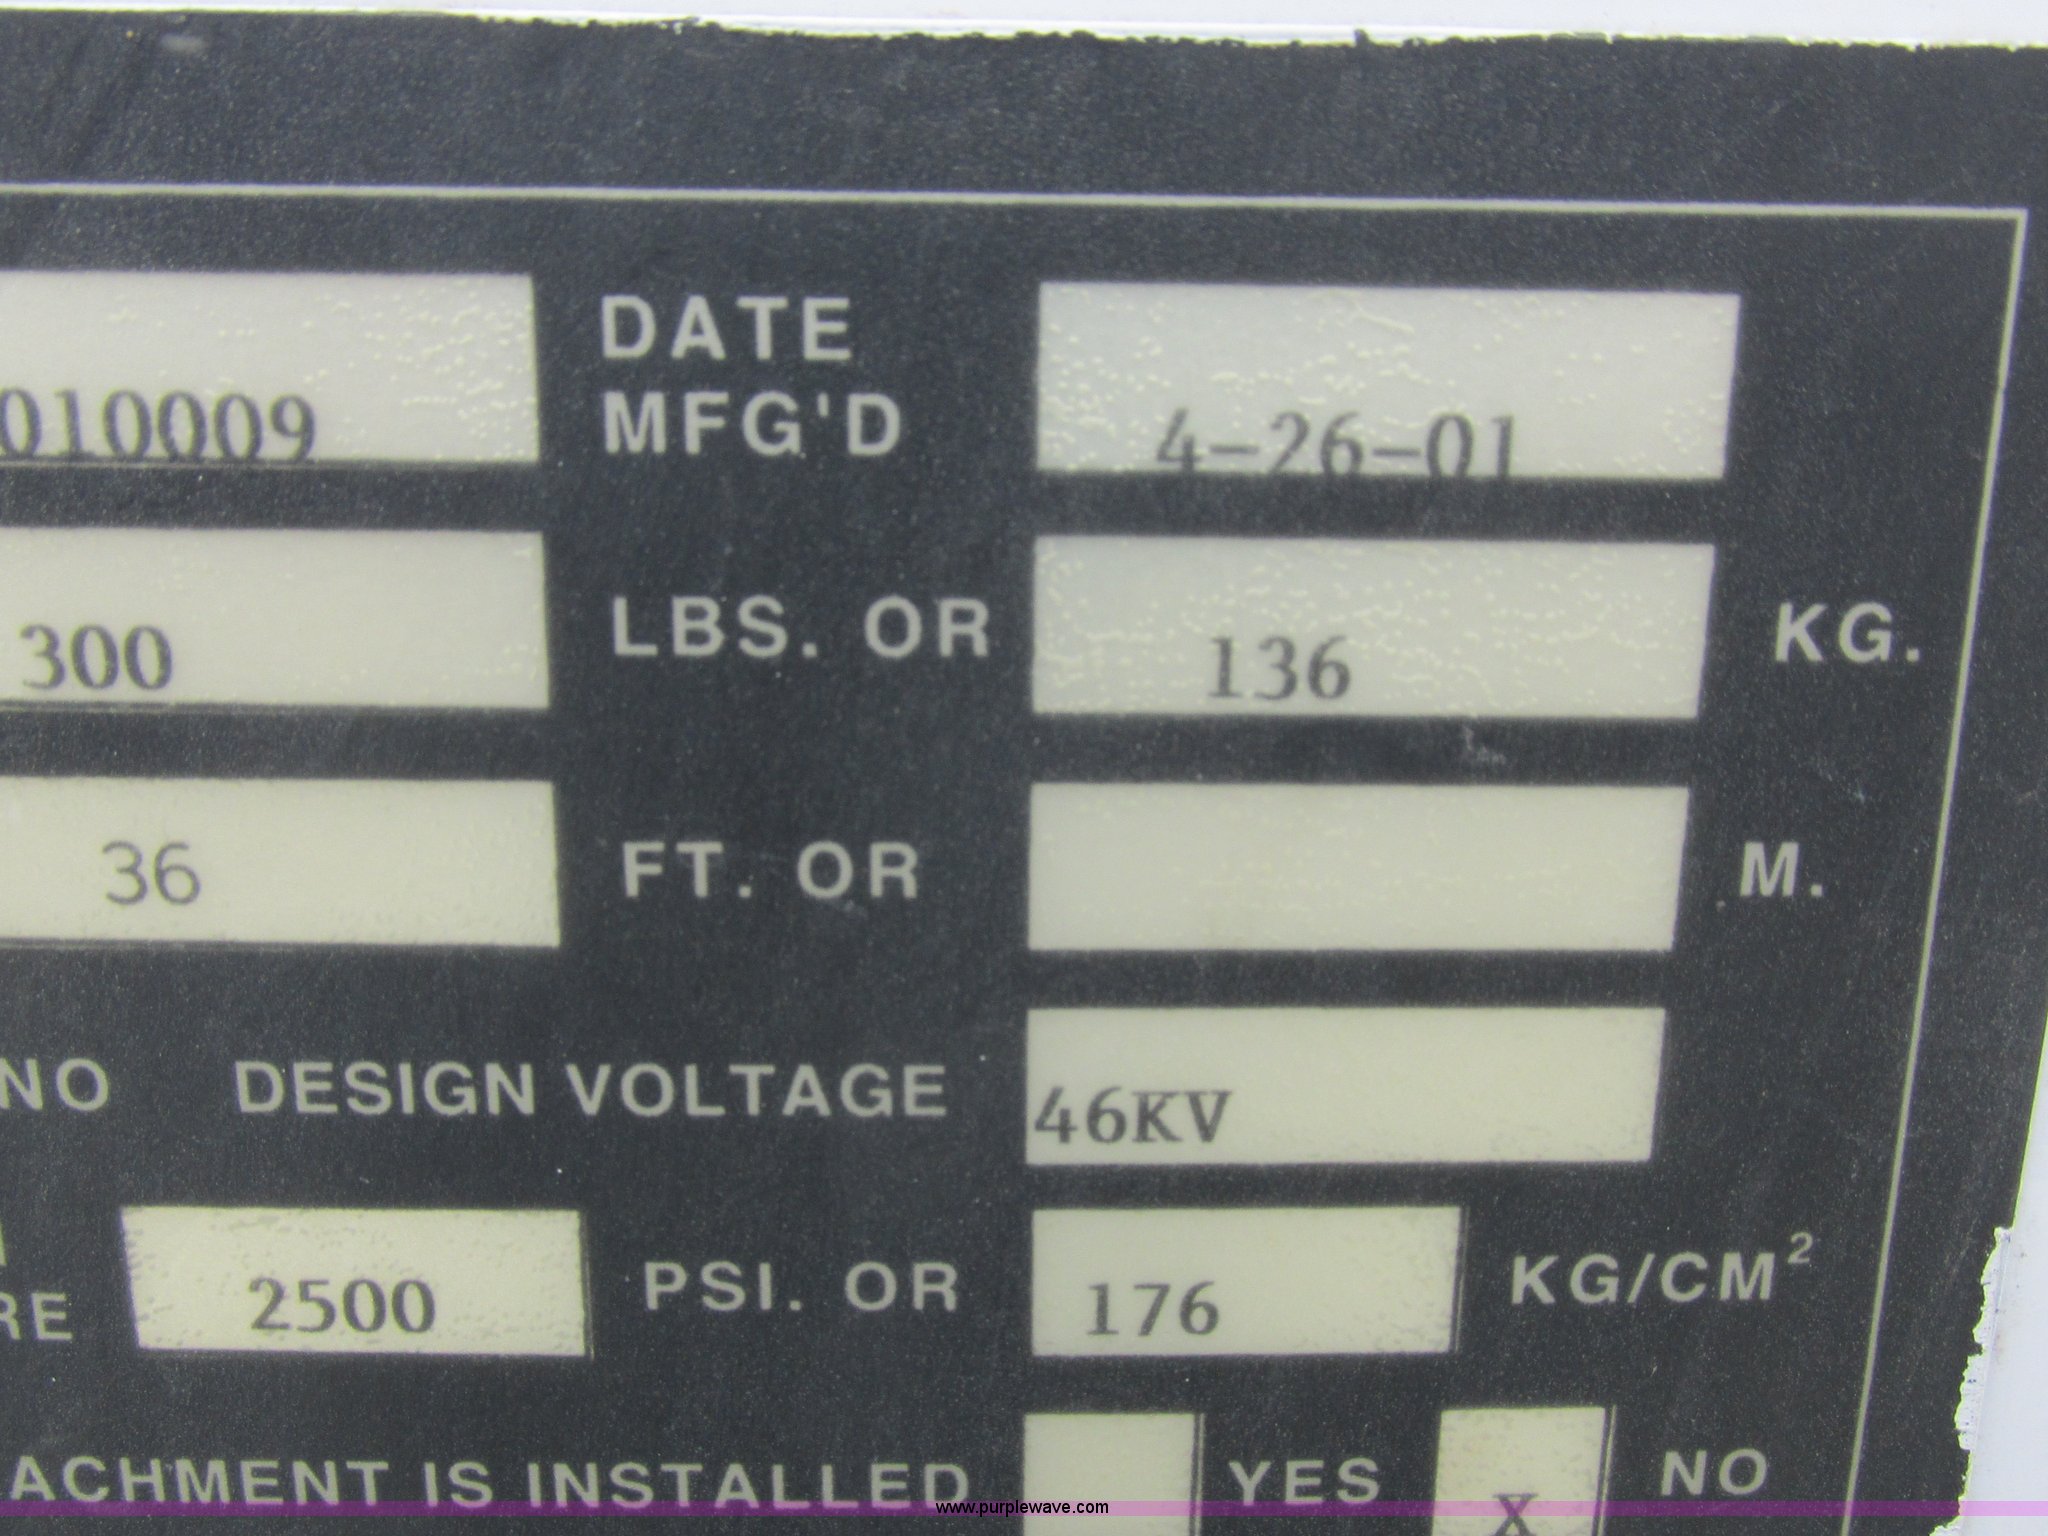 010009 DATE MFG'D 4-26-01
300 LBS. OR 136 KG.
36 FT. OR M.
NO DESIGN VOLTAGE 46KV
RE 2500 PSI. OR 176 KG/CM²
ACHMENT IS INSTALLED YES X NO
www.purplewave.com